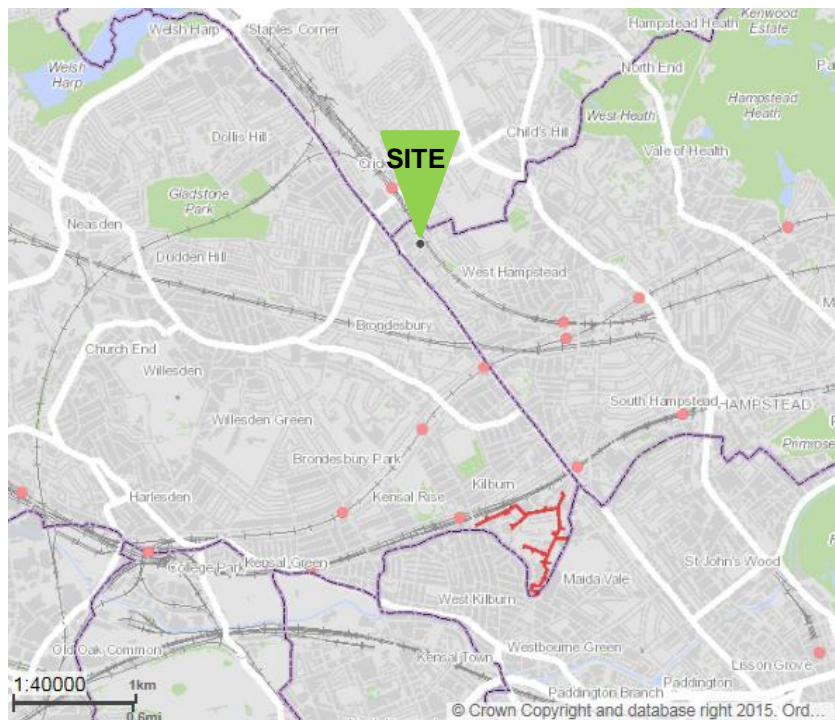 Welsh Harp
Staples Corner
Hampstead Heath
Kenwood
Estate
Welsh
Harp
North End
West Heath
Hampstead
Heath
Dollis Hill
Child's Hill
Vale of Health
SITE
Gladstone
Park
Neasden
Dudden Hill
West Hampstead
Brondesbury
Church End
Willesden
South Hampstead
HAMPSTEAD
Willesden Green
Brondesbury Park
Kilburn
Kensal Rise
Harlesden
Kensal Green
College Park
St John's Wood
Maida Vale
West Kilburn
Old Oak Common
Westbourne Green
Kensal Town
Lisson Grove
Paddington
Paddington Branch
1:40000
1km
0.6mi
© Crown Copyright and database right 2015. Ord...